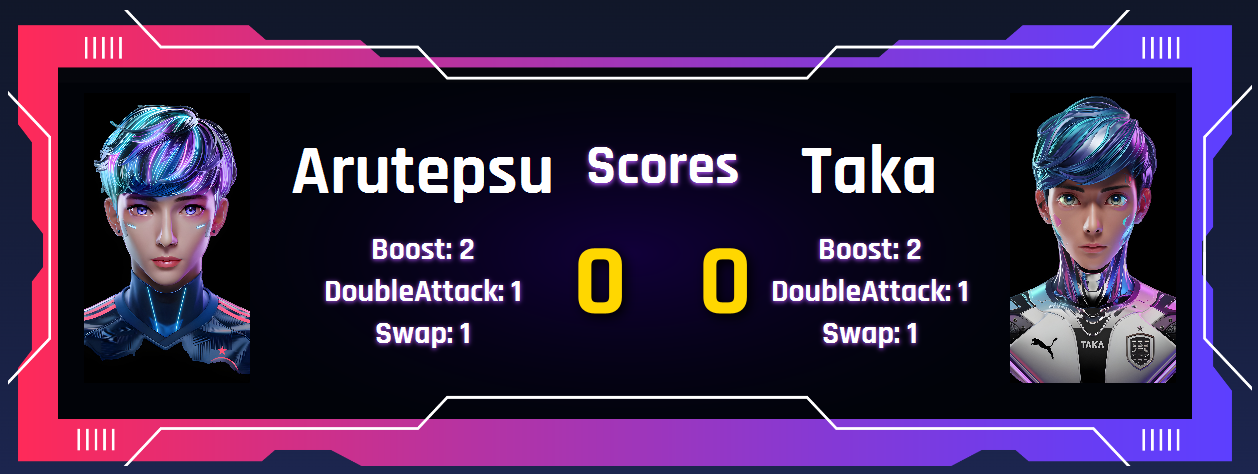 Arutepsu
Scores
Taka
Boost: 2
DoubleAttack: 1
Swap: 1
0
0
Boost: 2
DoubleAttack: 1
Swap: 1
TAKA